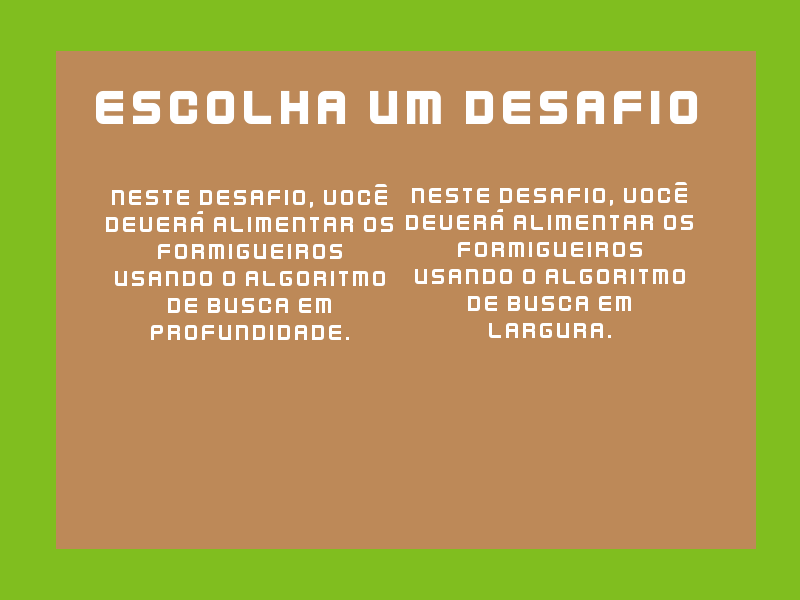 ESCOLHA UM DESAFIO
NESTE DESAFIO, VOCÊ
DEVERÁ ALIMENTAR OS
FORMIGUEIROS
USANDO O ALGORITMO
DE BUSCA EM
PROFUNDIDADE.
NESTE DESAFIO, VOCÊ
DEVERÁ ALIMENTAR OS
FORMIGUEIROS
USANDO O ALGORITMO
DE BUSCA EM
LARGURA.